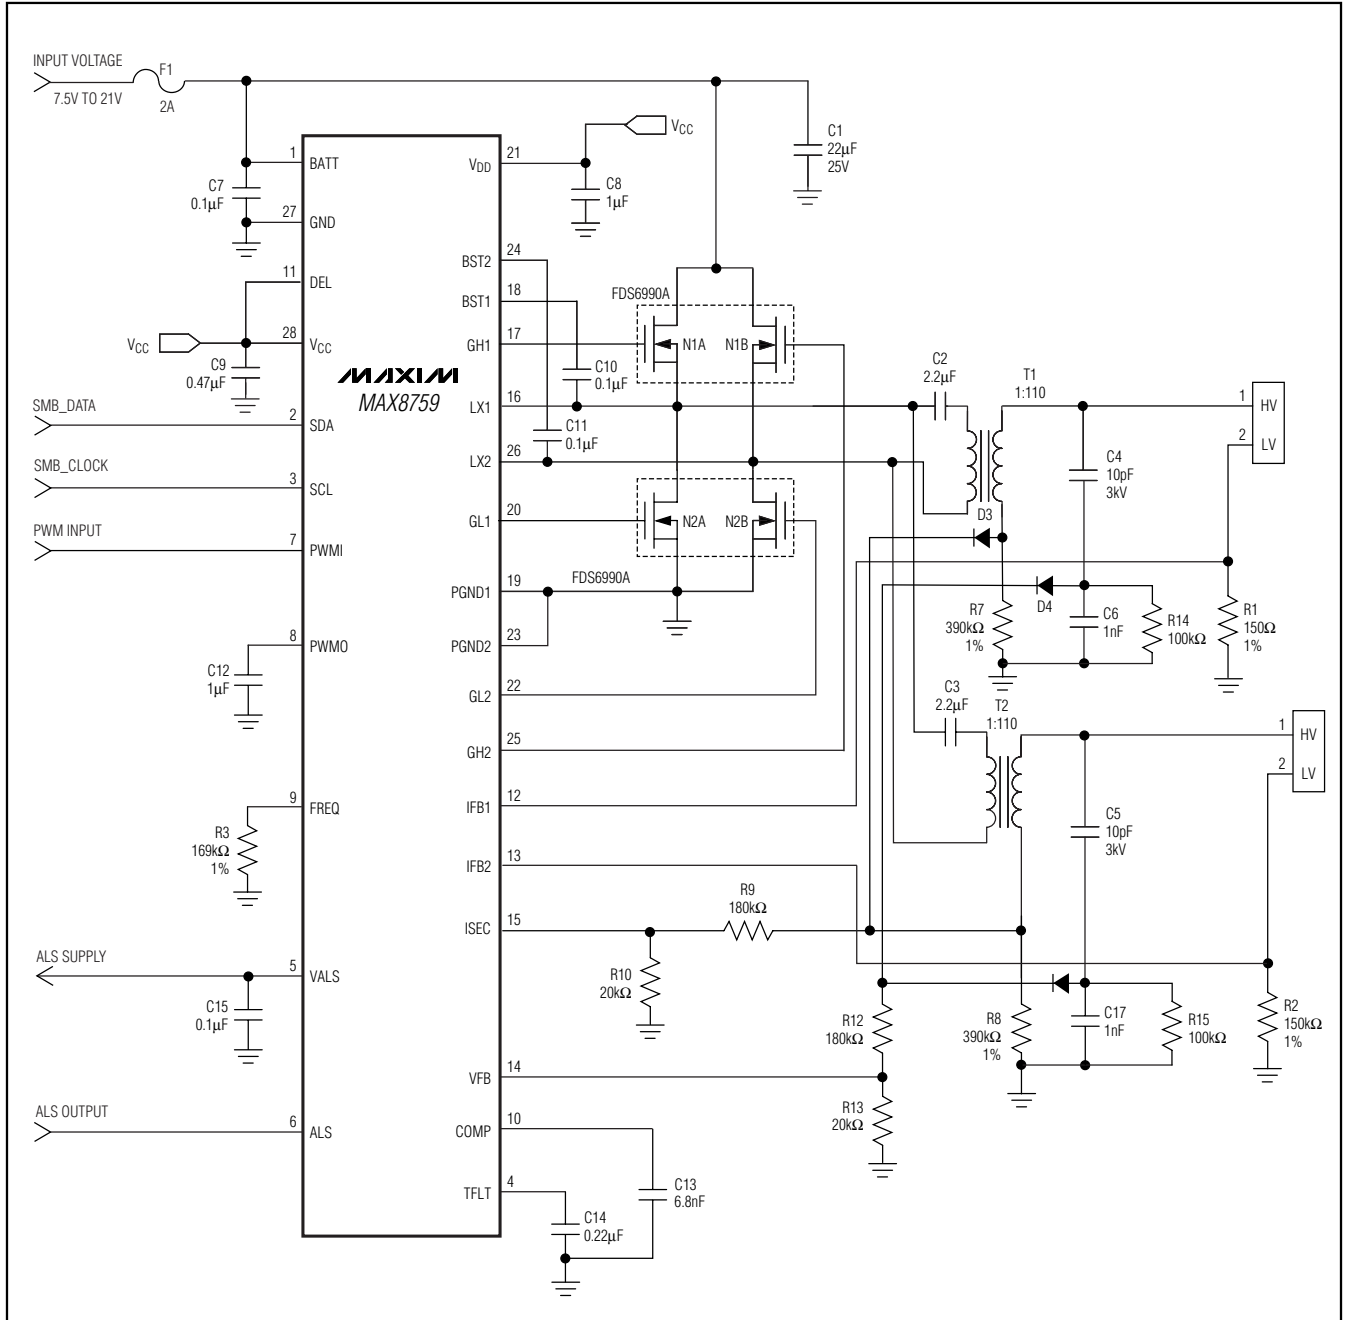 INPUT VOLTAGE
7.5V TO 21V
F1
2A
VCC
C1
22µF
25V
1
BATT
VDD
21
C7
0.1µF
C8
1µF
27
GND
BST2
24
11
DEL
BST1
18
FDS6990A
GH1
17
N1A
N1B
VCC
28
VCC
C9
0.47µF
MAXIM
MAX8759
C10
0.1µF
C2
2.2µF
T1
1:110
SMB_DATA
2
SDA
LX1
16
C11
0.1µF
1
HV
2
LV
SMB_CLOCK
3
SCL
LX2
26
C4
10pF
3kV
PWM INPUT
7
PWMI
GL1
20
N2A
N2B
D3
PGND1
19
FDS6990A
D4
R7
390kΩ
1%
C6
1nF
R14
100kΩ
R1
150Ω
1%
8
PWMO
PGND2
23
C12
1µF
GL2
22
C3
2.2µF
T2
1:110
GH2
25
1
HV
2
LV
9
FREQ
IFB1
12
R3
169kΩ
1%
C5
10pF
3kV
IFB2
13
R9
180kΩ
ISEC
15
ALS SUPPLY
5
VALS
R10
20kΩ
C15
0.1µF
R12
180kΩ
R8
390kΩ
1%
C17
1nF
R15
100kΩ
R2
150kΩ
1%
VFB
14
ALS OUTPUT
6
ALS
COMP
10
R13
20kΩ
TFLT
4
C13
6.8nF
C14
0.22µF